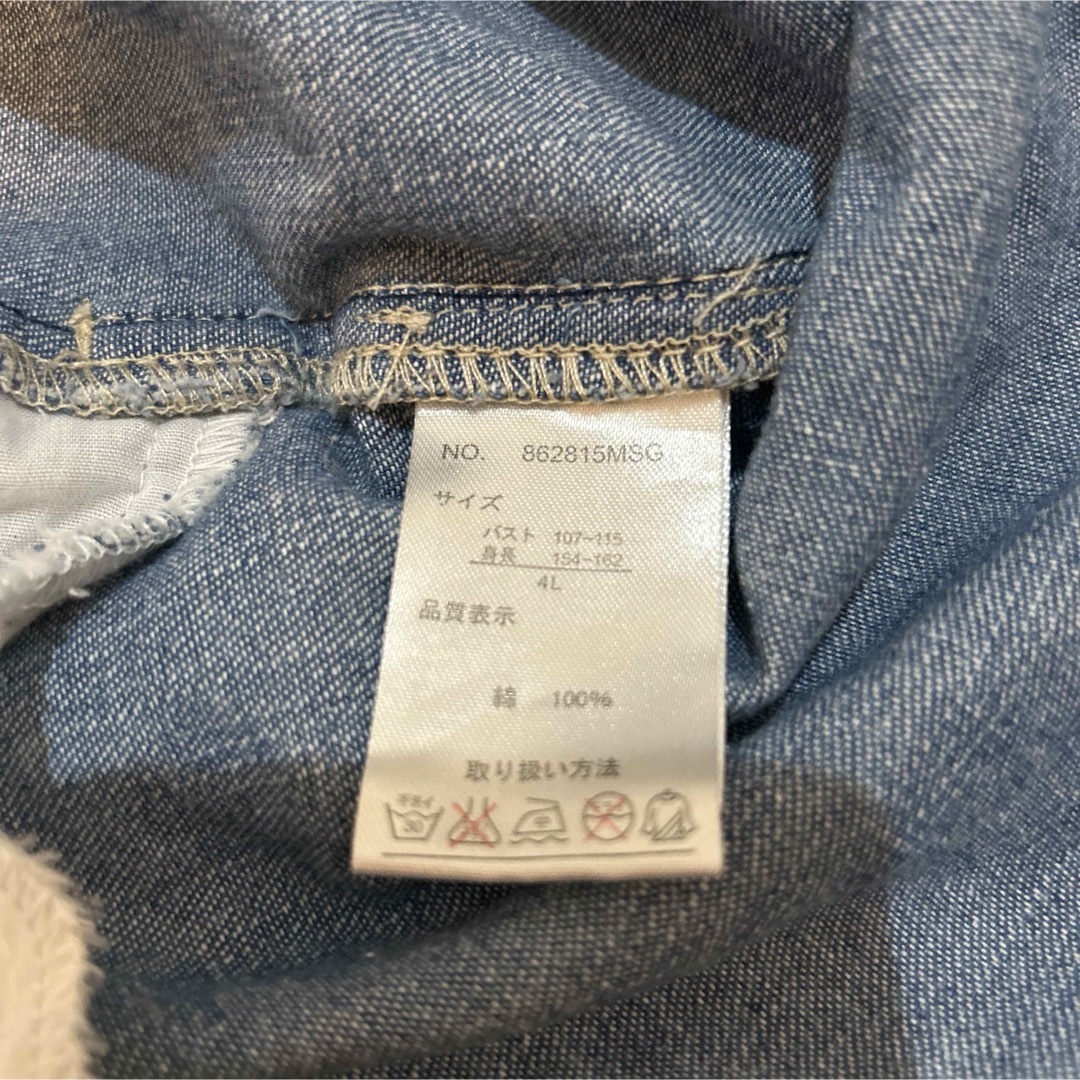 NO. 862815MSG
サイズ
バスト 107-115
身長 154-162
4L
品質表示
綿 100%
取り扱い方法